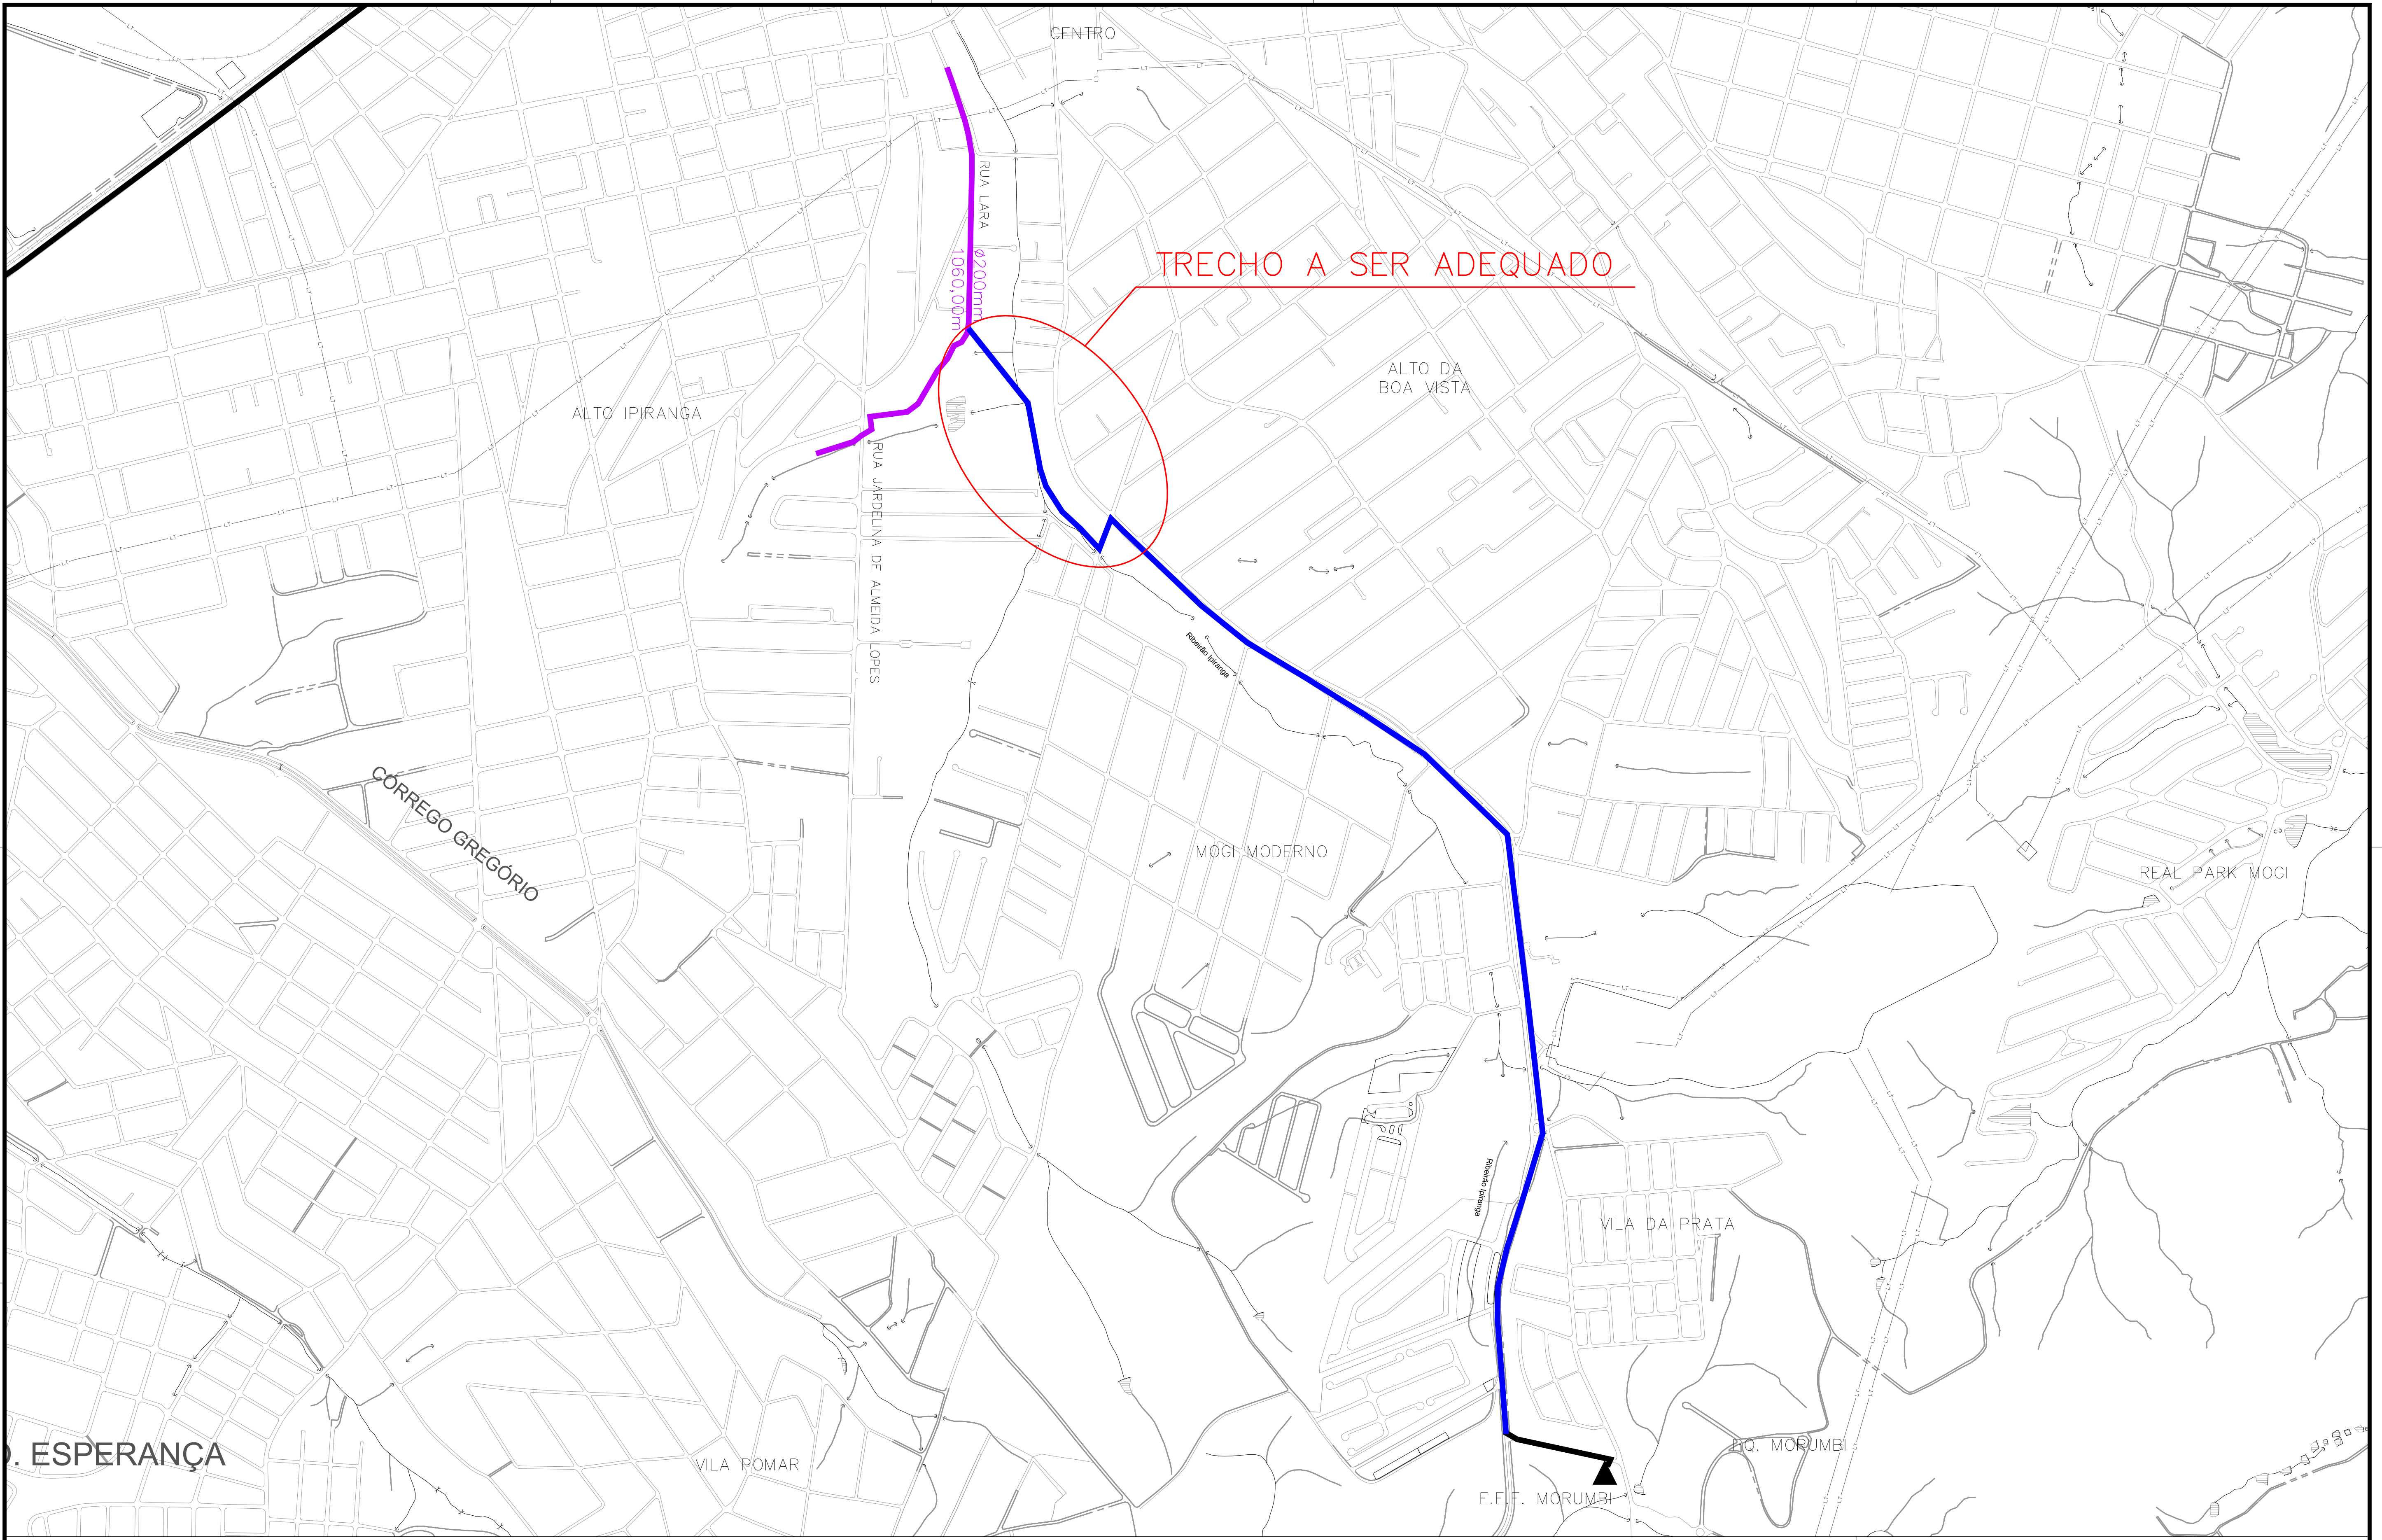 CENTRO
RUA LARA
Ø200mm
1060,00m
TRECHO A SER ADEQUADO
ALTO DA
BOA VISTA
ALTO IPIRANGA
RUA JARDELINA DE ALMEIDA LOPES
Ribeirão Ipiranga
CÓRREGO GREGÓRIO
MOGI MODERNO
REAL PARK MOGI
Ribeirão Ipiranga
VILA DA PRATA
PQ. MORUMBI
D. ESPERANÇA
VILA POMAR
E.E.E. MORUMBI
LT